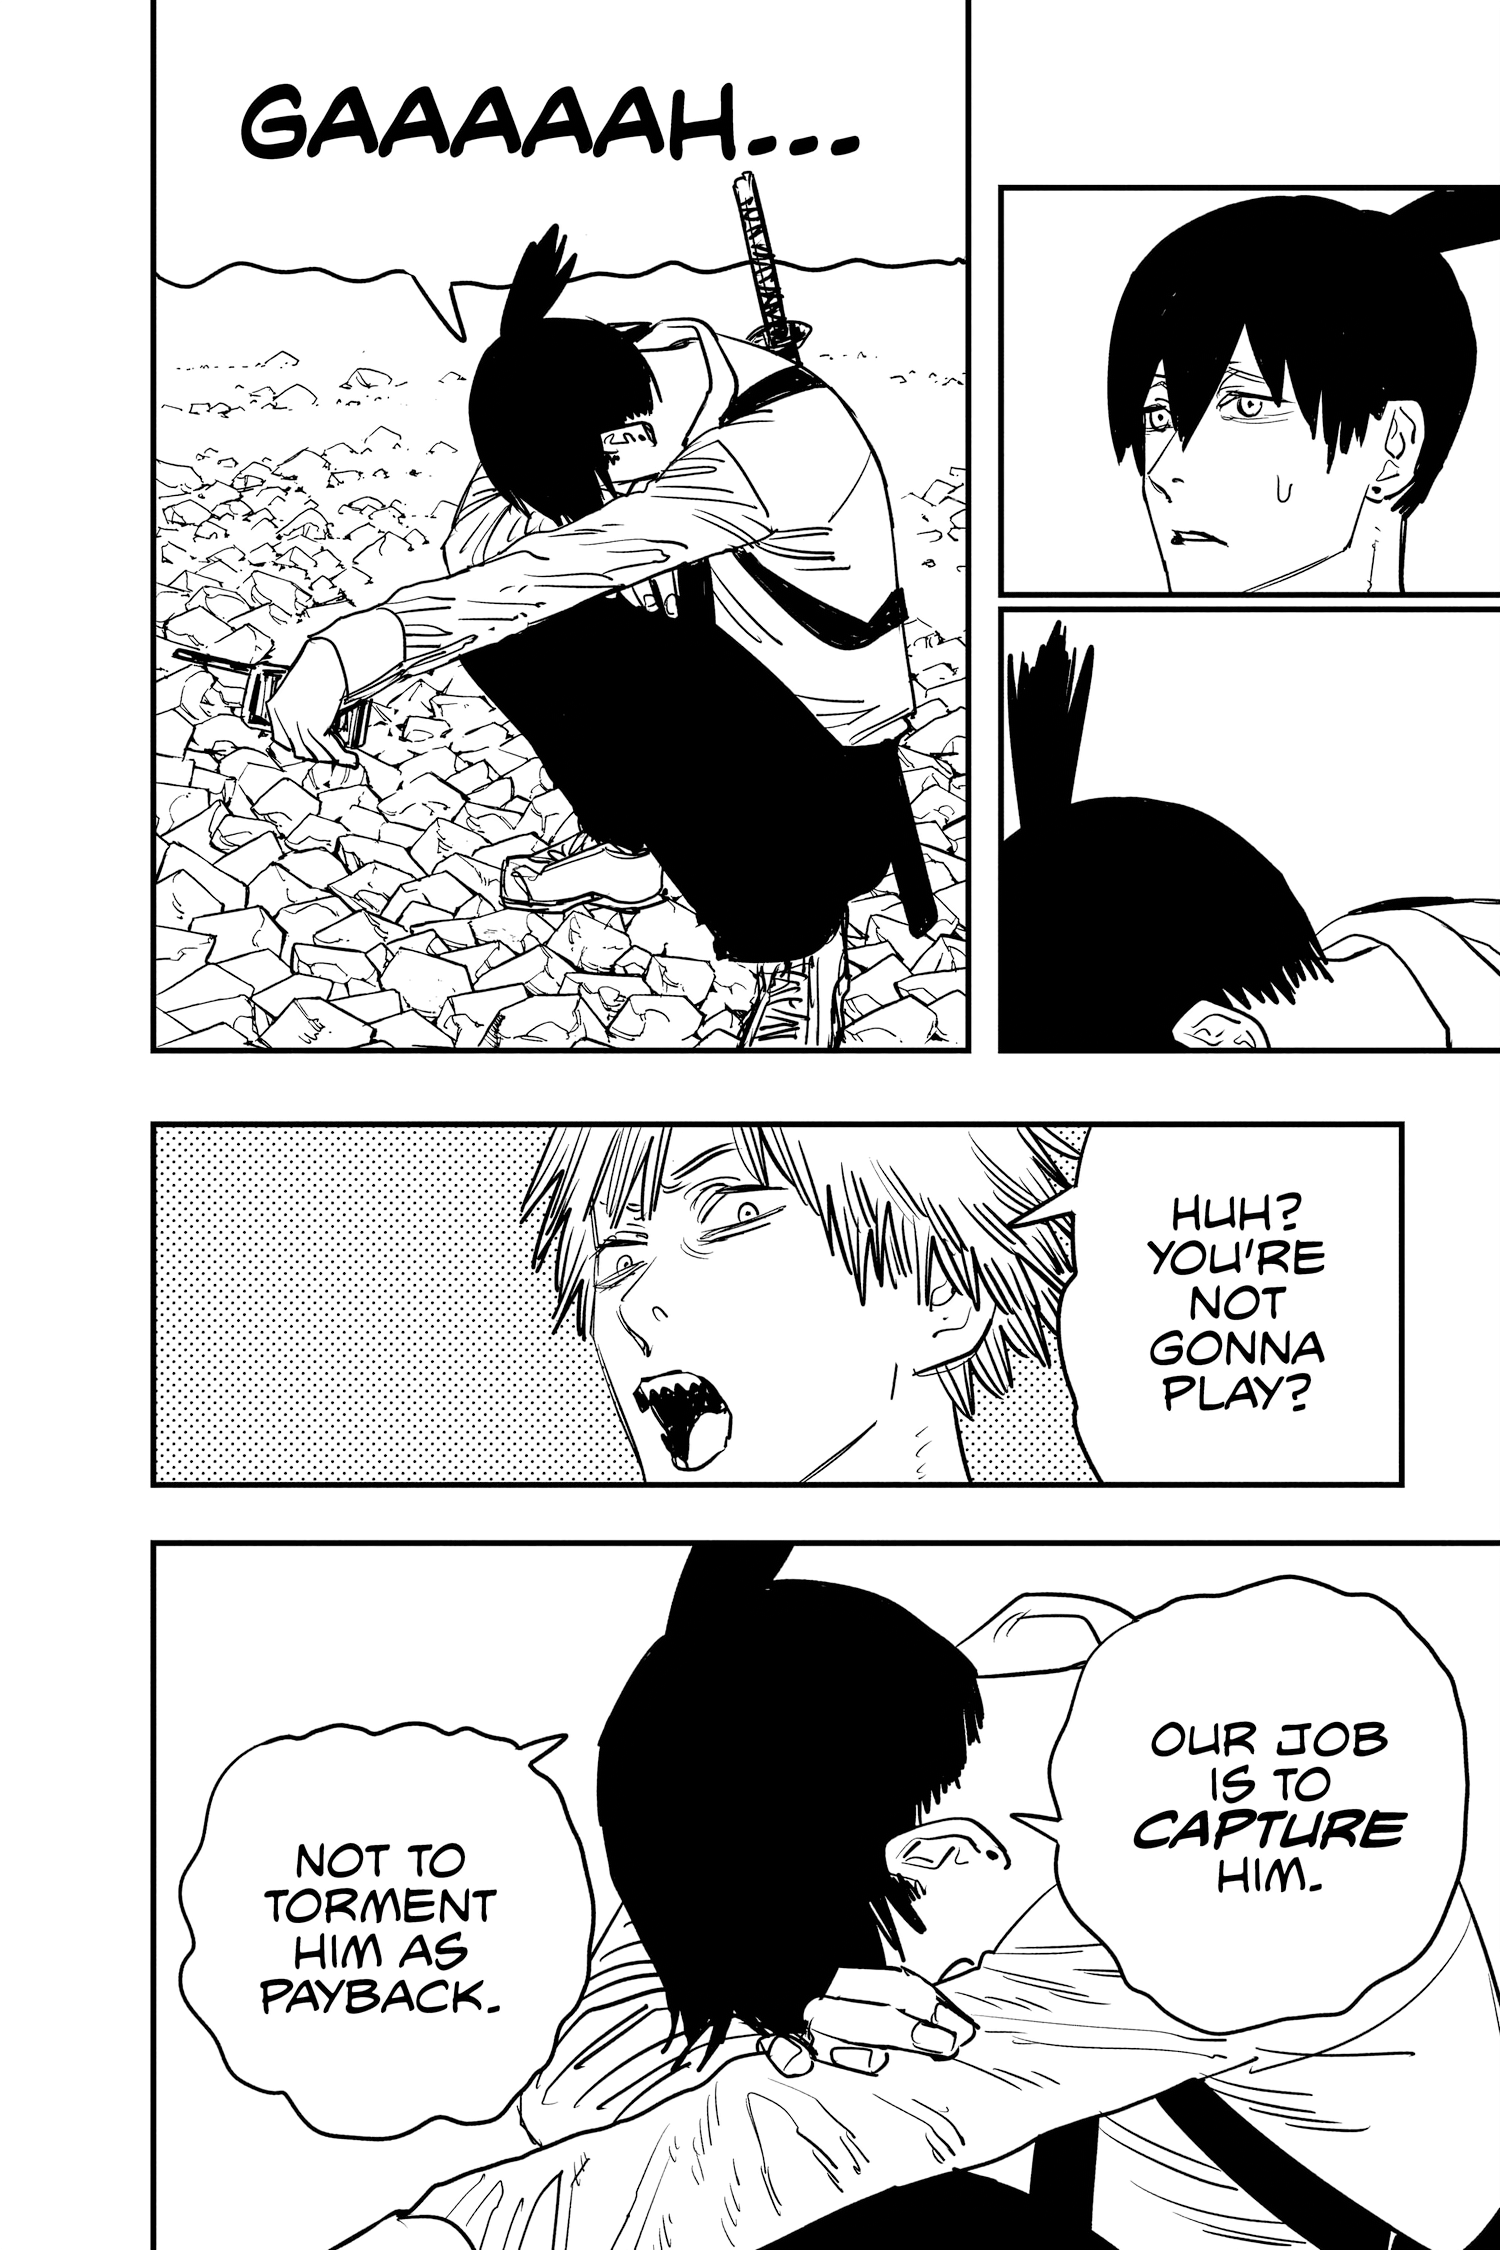 GAAAAAH...
HUH?
YOU'RE
NOT
GONNA
PLAY?
OUR JOB
IS TO
CAPTURE
HIM.
NOT TO
TORMENT
HIM AS
PAYBACK.